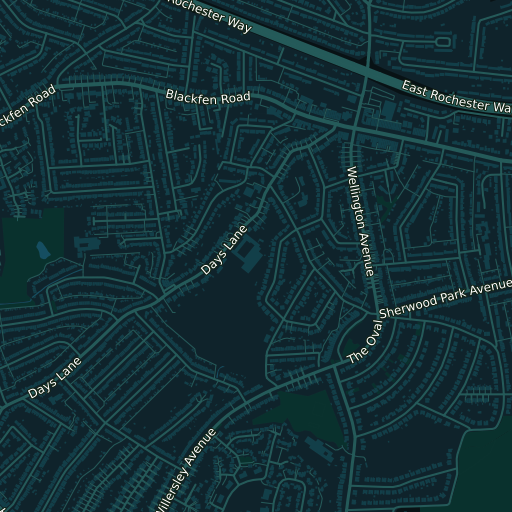 Rochester Way
East Rochester Wa
ckfen Road
Blackfen Road
Wellington Avenue
Days Lane
Sherwood Park Avenue
The Oval
Days Lane
Willersley Avenue